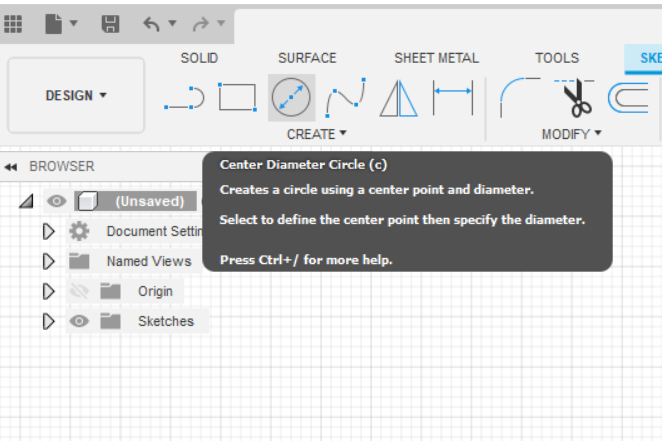 SOLID SURFACE SHEET METAL TOOLS SKE
DESIGN
CREATE MODIFY
BROWSER
Center Diameter Circle (c)
Creates a circle using a center point and diameter.
Select to define the center point then specify the diameter.
Press Ctrl+/ for more help.
(Unsaved)
Document Settin
Named Views
Origin
Sketches